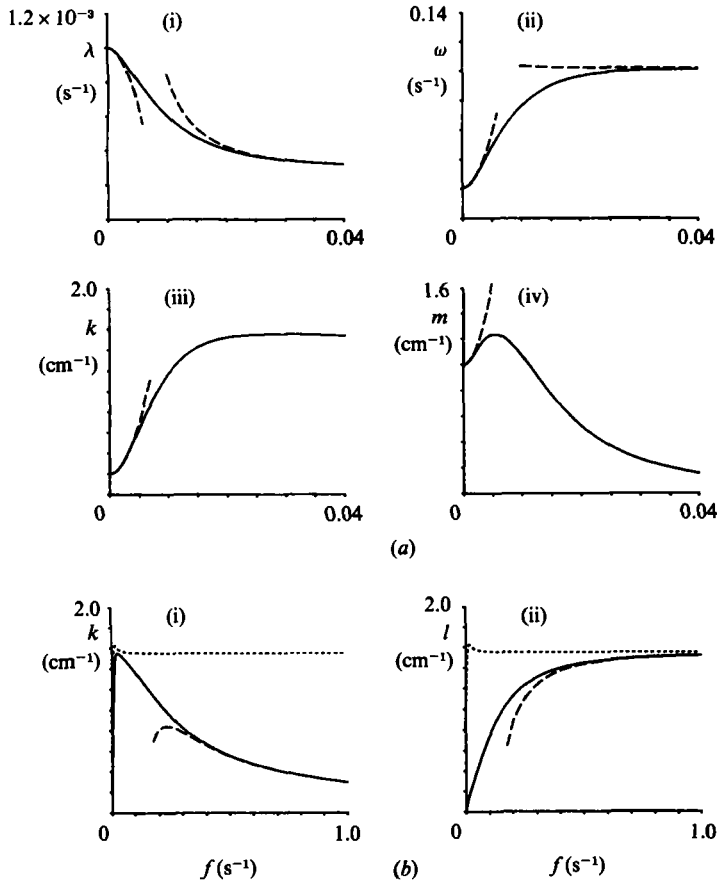 1.2 × 10⁻³ (i)
λ
(s⁻¹)
0 0.04
0.14 (ii)
ω
(s⁻¹)
0 0.04
2.0 (iii)
k
(cm⁻¹)
0 0.04
1.6 (iv)
m
(cm⁻¹)
0 0.04
(a)
2.0 (i)
k
(cm⁻¹)
0 1.0
f (s⁻¹)
2.0 (ii)
l
(cm⁻¹)
0 1.0
f (s⁻¹)
(b)